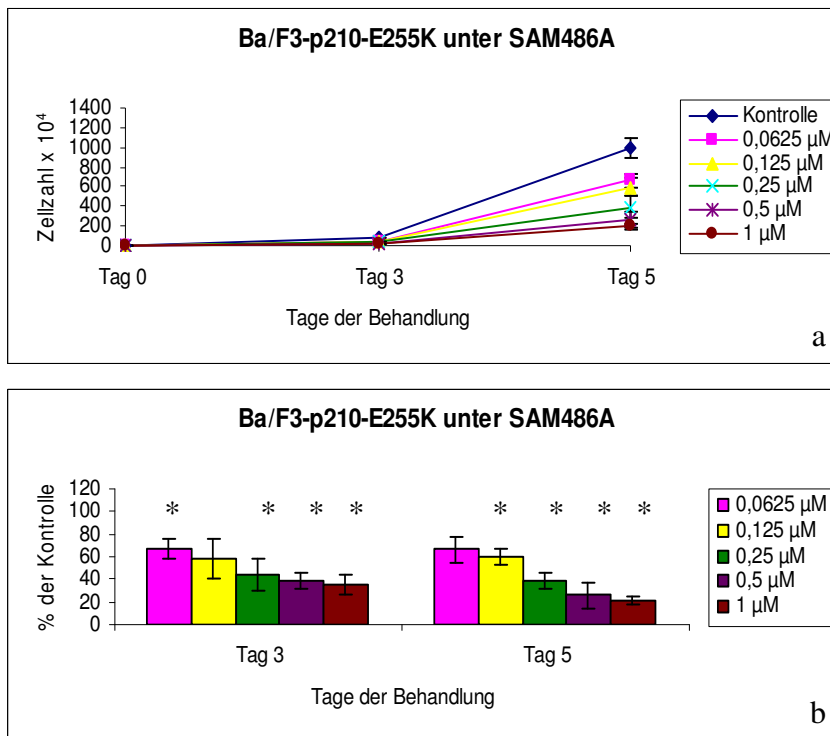 Ba/F3-p210-E255K unter SAM486A
Zellzahl x 10⁴
1400
1200
1000
800
600
400
200
0
Tag 0
Tag 3
Tag 5
Tage der Behandlung
Kontrolle
0,0625 µM
0,125 µM
0,25 µM
0,5 µM
1 µM
a
Ba/F3-p210-E255K unter SAM486A
% der Kontrolle
120
100
80
60
40
20
0
* * * *
* * * *
Tag 3
Tag 5
Tage der Behandlung
0,0625 µM
0,125 µM
0,25 µM
0,5 µM
1 µM
b